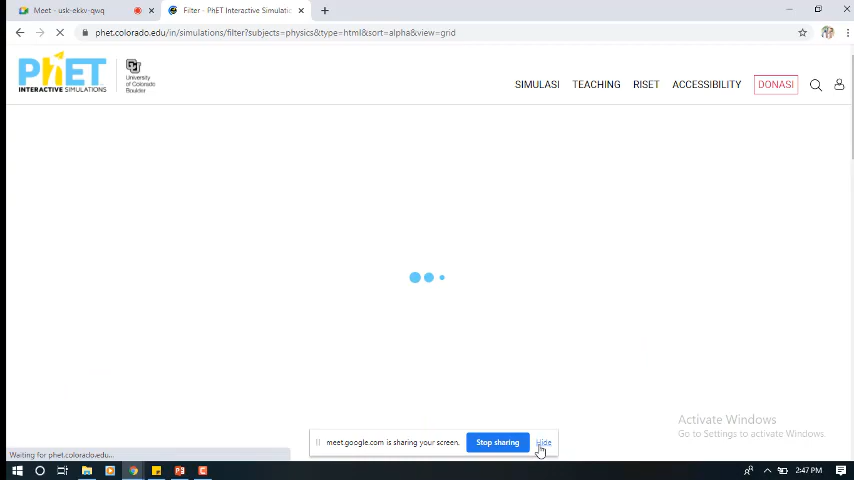 Meet - usk-ekkv-qwq
Filter - PhET Interactive Simulatio
phet.colorado.edu/in/simulations/filter?subjects=physics&type=html&sort=alpha&view=grid
PhET
INTERACTIVE SIMULATIONS
University
of Colorado
Boulder
SIMULASI TEACHING RISET ACCESSIBILITY DONASI
meet.google.com is sharing your screen. Stop sharing Hide
Activate Windows
Go to Settings to activate Windows.
Waiting for phet.colorado.edu...
2:47 PM